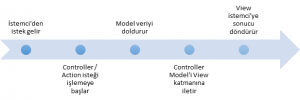 İstemci'den
istek gelir
Controller /
Action isteği
işlemeye
başlar
Model veriyi
doldurur
Controller
Model'i View
katmanına
iletir
View
istemci'ye
sonucu
döndürür